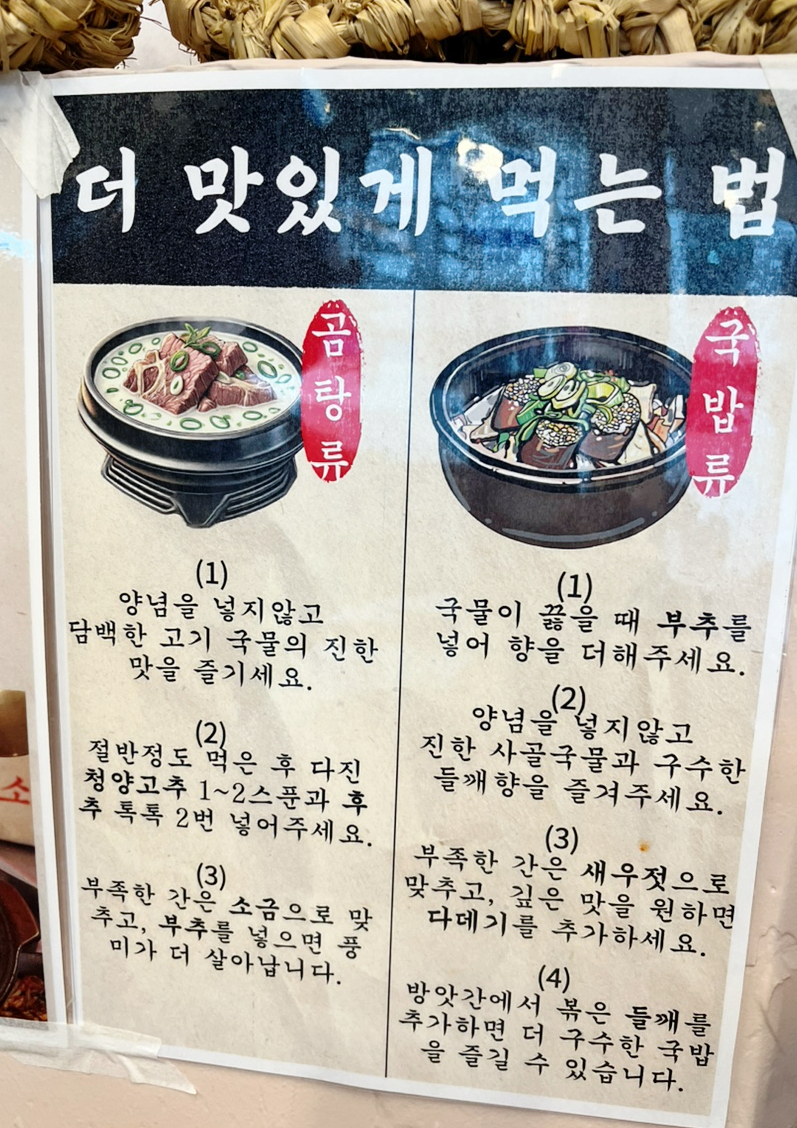 더 맛있게 먹는 법
곰탕류
(1)
양념을 넣지않고
담백한 고기 국물의 진한
맛을 즐기세요.
(2)
절반정도 먹은 후 다진
청양고추 1~2스푼과 후
추 톡톡 2번 넣어주세요.
(3)
부족한 간은 소금으로 맞
추고, 부추를 넣으면 풍
미가 더 살아납니다.
국밥류
(1)
국물이 끓을 때 부추를
넣어 향을 더해주세요.
(2)
양념을 넣지않고
진한 사골국물과 구수한
들깨향을 즐겨주세요.
(3)
부족한 간은 새우젓으로
맞추고, 깊은 맛을 원하면
다데기를 추가하세요.
(4)
방앗간에서 볶은 들깨를
추가하면 더 구수한 국밥
을 즐길 수 있습니다.
소